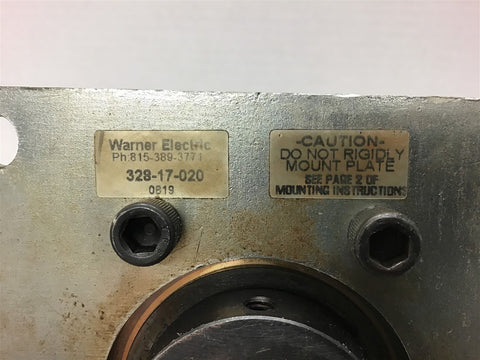 Warner Electric
Ph:815-389-3771
328-17-020
0819
-CAUTION-
DO NOT RIGIDLY
MOUNT PLATE
SEE PAGE 2 OF
MOUNTING INSTRUCTIONS